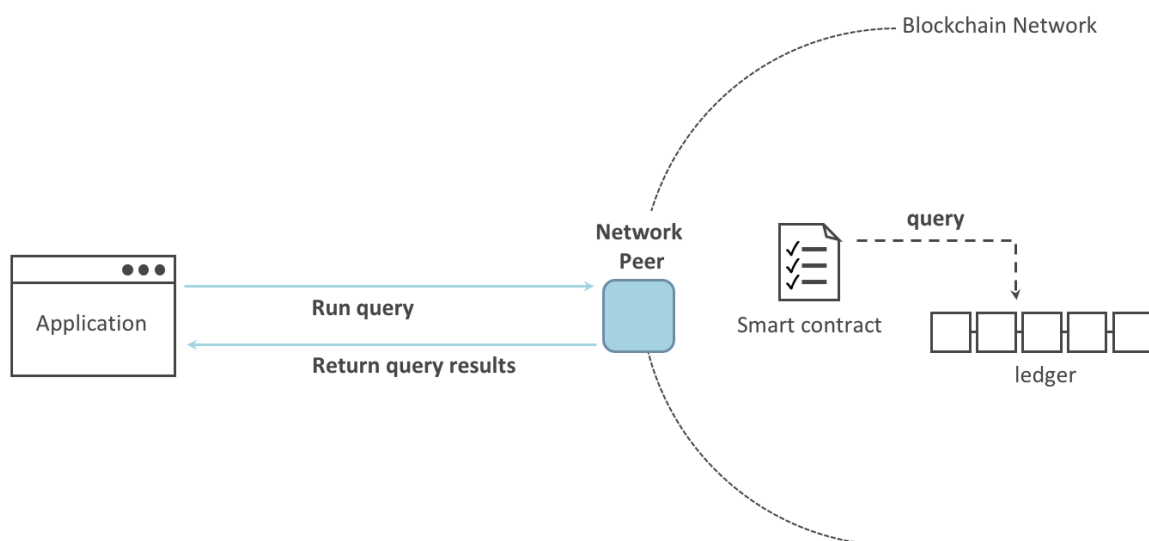 Blockchain Network
Network
Peer
query
Application
Run query
Smart contract
Return query results
ledger